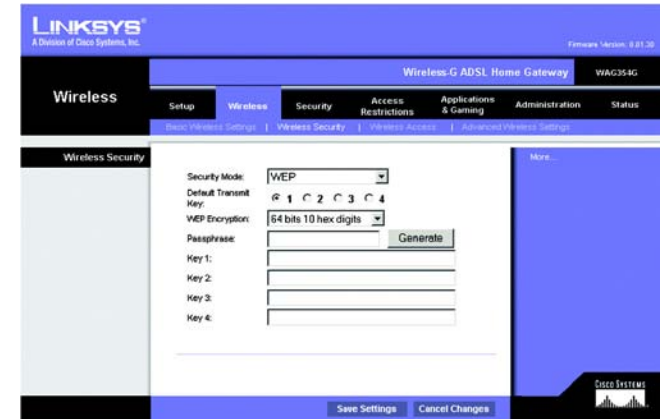 LINKSYS®
A Division of Cisco Systems, Inc.
Firmware Version: 0.01.30
Wireless-G ADSL Home Gateway WAG354G
Wireless
Setup Wireless Security Access Restrictions Applications & Gaming Administration Status
Basic Wireless Settings | Wireless Security | Wireless Access | Advanced Wireless Settings
Wireless Security
More...
Security Mode: WEP
Default Transmit Key: 1 2 3 4
WEP Encryption: 64 bits 10 hex digits
Passphrase: Generate
Key 1:
Key 2:
Key 3:
Key 4:
CISCO SYSTEMS
Save Settings Cancel Changes